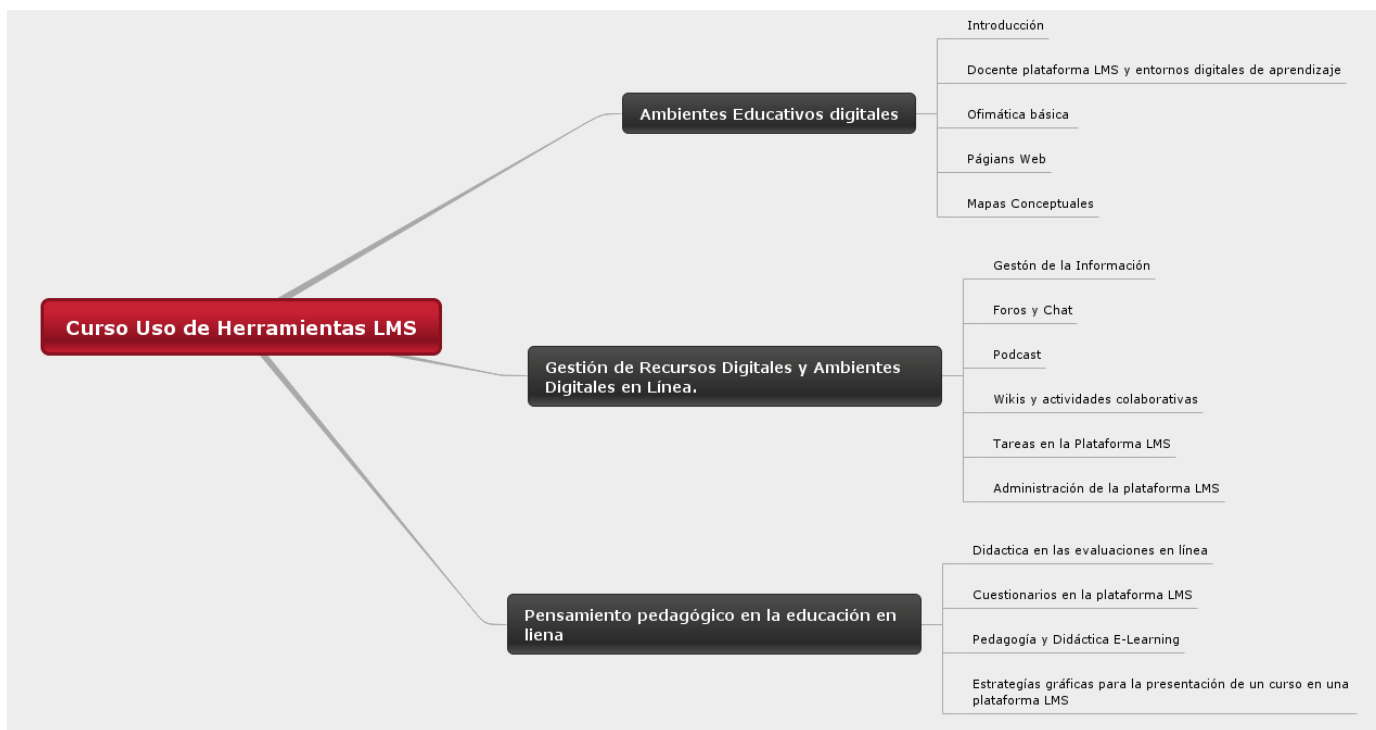 Curso Uso de Herramientas LMS
Ambientes Educativos digitales
Introducción
Docente plataforma LMS y entornos digitales de aprendizaje
Ofimática básica
Págians Web
Mapas Conceptuales
Gestión de Recursos Digitales y Ambientes
Digitales en Línea.
Gestón de la Información
Foros y Chat
Podcast
Wikis y actividades colaborativas
Tareas en la Plataforma LMS
Administración de la plataforma LMS
Pensamiento pedagógico en la educación en
liena
Didactica en las evaluaciones en línea
Cuestionarios en la plataforma LMS
Pedagogía y Didáctica E-Learning
Estrategías gráficas para la presentación de un curso en una
plataforma LMS